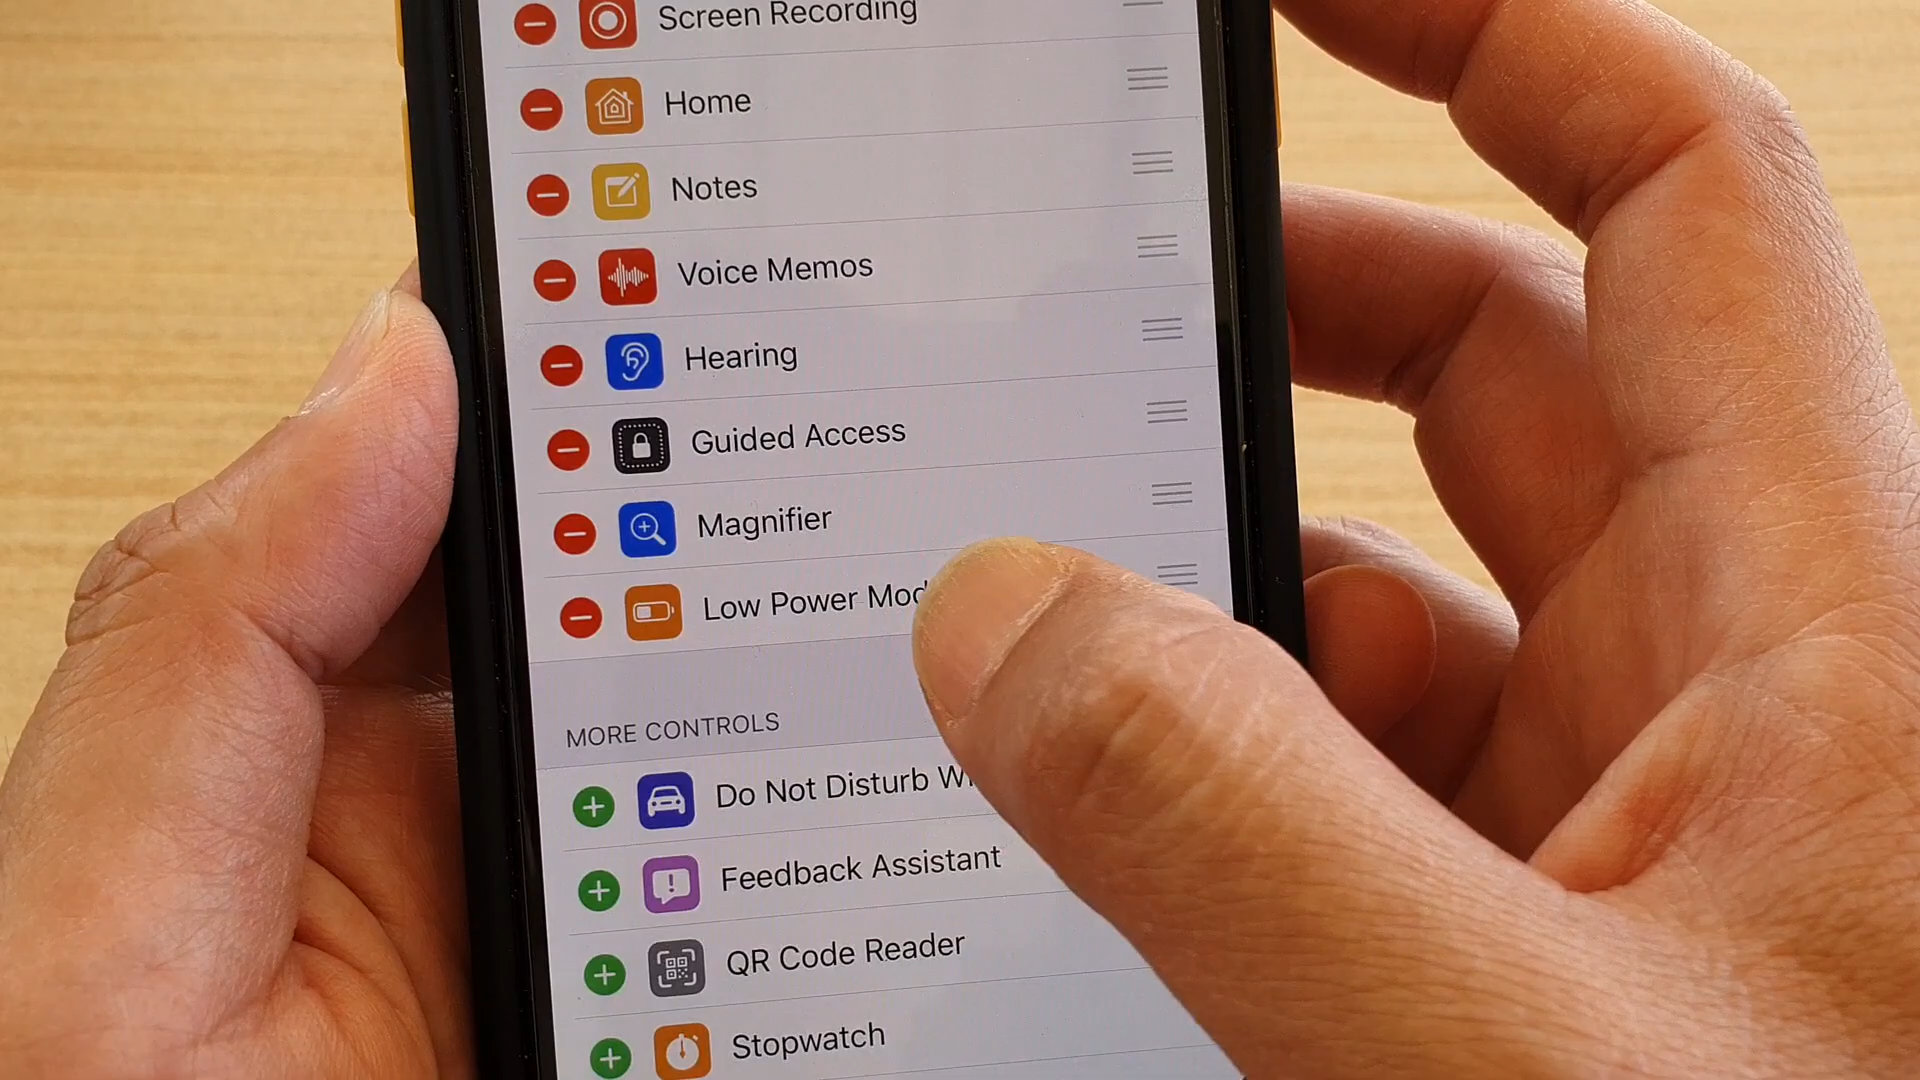 Screen Recording
Home
Notes
Voice Memos
Hearing
Guided Access
Magnifier
Low Power
MORE CONTROLS
Do Not Disturb
Feedback Assistant
QR Code Reader
Stopwatch